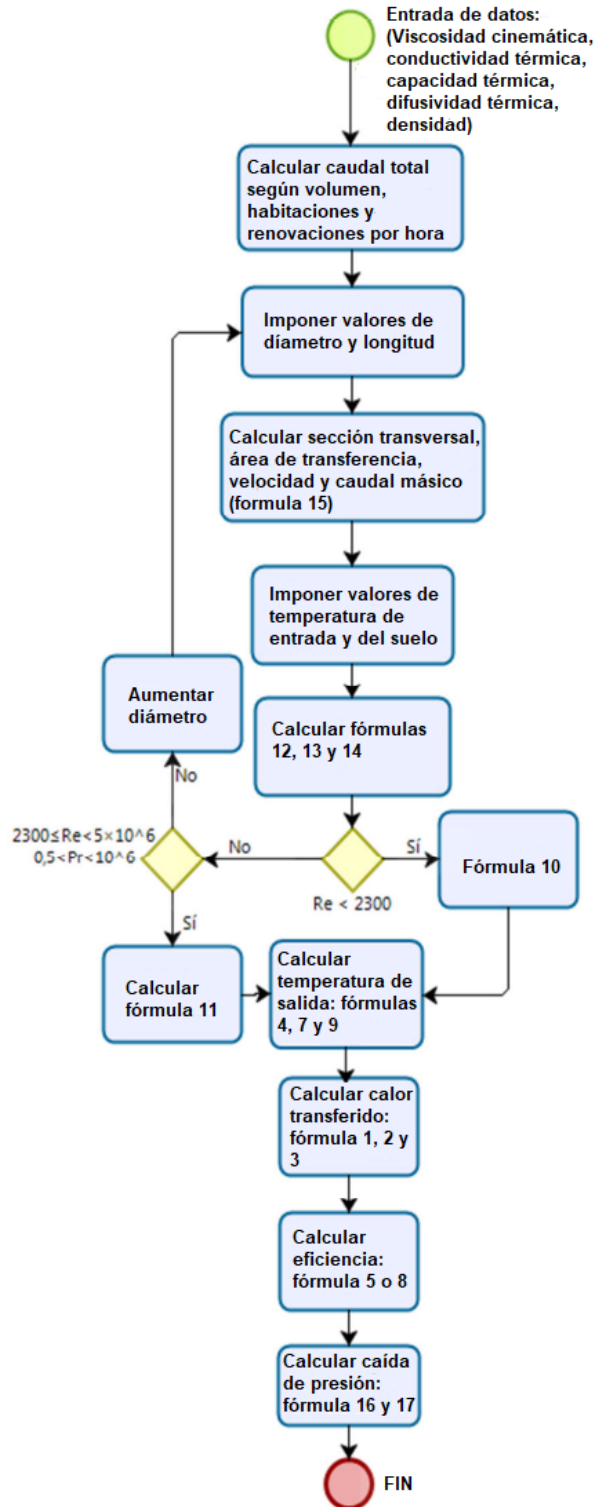 Entrada de datos:
(Viscosidad cinemática,
conductividad térmica,
capacidad térmica,
difusividad térmica,
densidad)
Calcular caudal total
según volumen,
habitaciones y
renovaciones por hora
Imponer valores de
díametro y longitud
Calcular sección transversal,
área de transferencia,
velocidad y caudal másico
(formula 15)
Imponer valores de
temperatura de
entrada y del suelo
Aumentar
diámetro
Calcular fórmulas
12, 13 y 14
No
2300≤Re<5×10^6
0,5<Pr<10^6
No
Sí
Re < 2300
Fórmula 10
Sí
Calcular
fórmula 11
Calcular
temperatura de
salida: fórmulas
4, 7 y 9
Calcular calor
transferido:
fórmula 1, 2 y
3
Calcular
eficiencia:
fórmula 5 o 8
Calcular caída
de presión:
fórmula 16 y 17
FIN